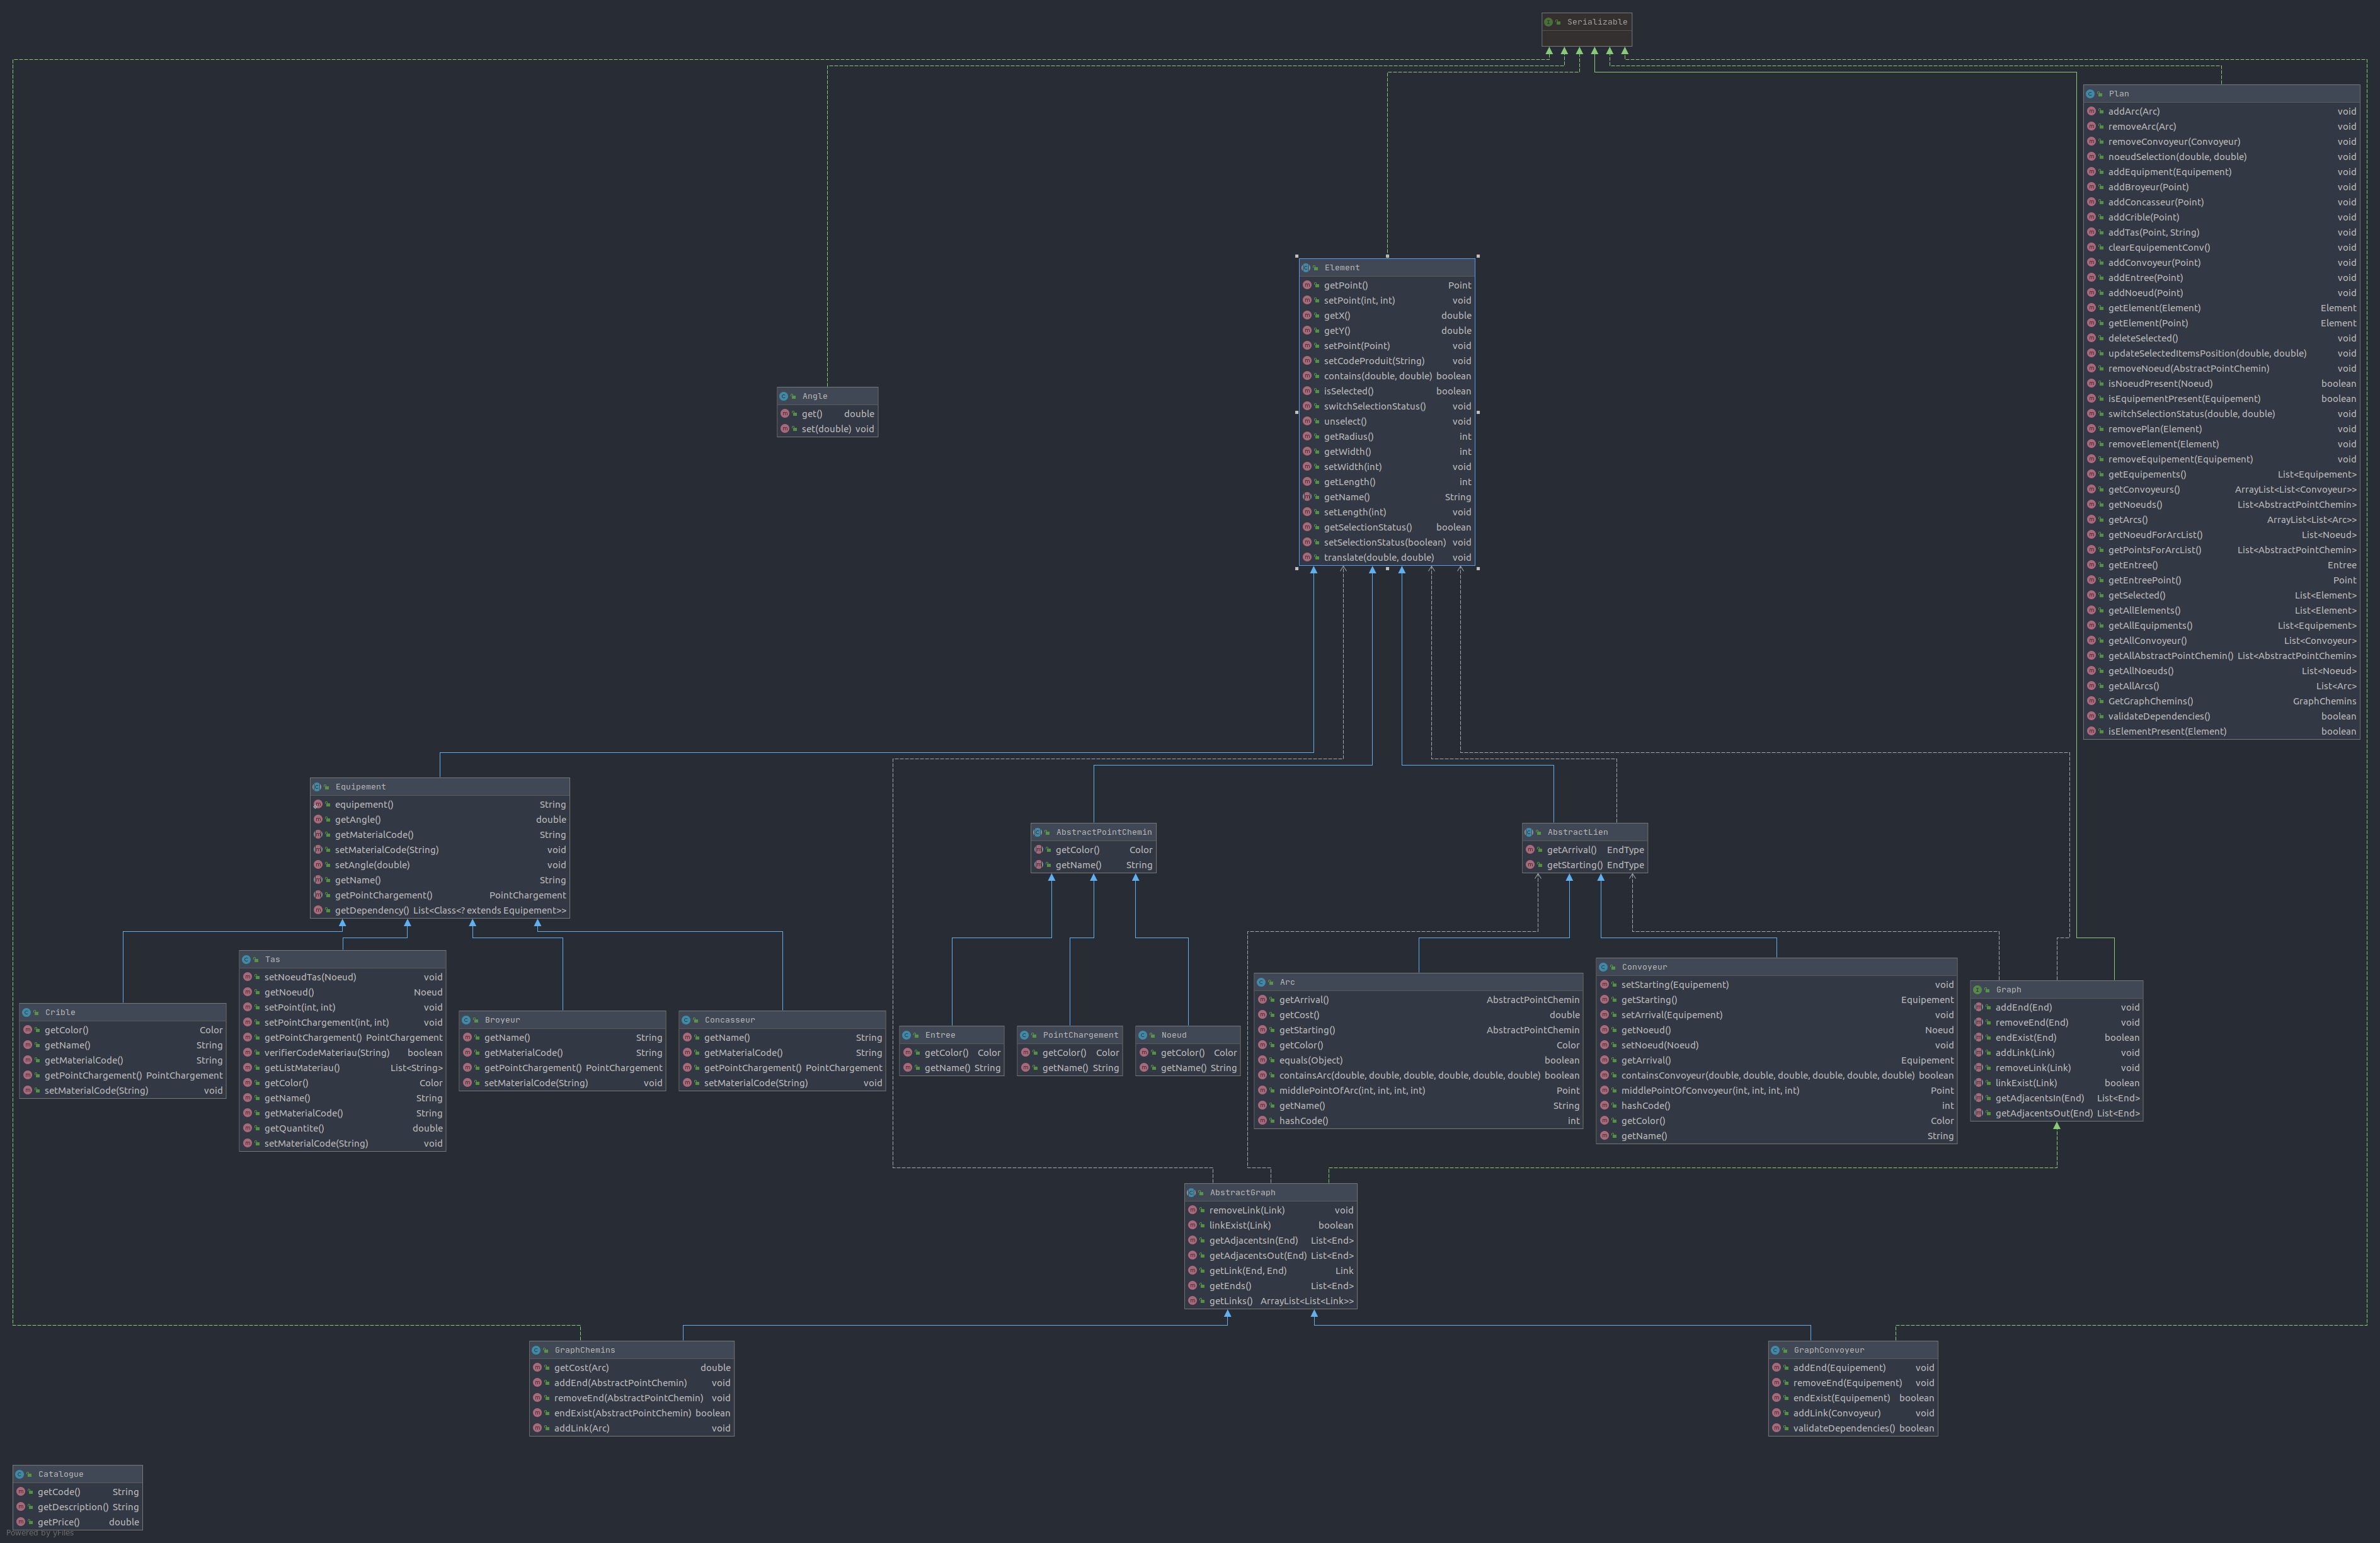 Serializable
Plan
addArc(Arc) void
removeArc(Arc) void
removeConvoyeur(Convoyeur) void
noeudSelection(double, double) void
addEquipment(Equipement) void
addBroyeur(Point) void
addConcasseur(Point) void
addCrible(Point) void
addTas(Point, String) void
clearEquipementConv() void
addConvoyeur(Point) void
addEntree(Point) void
addNoeud(Point) void
getElement(Element) Element
getElement(Point) Element
deleteSelected() void
updateSelectedItemsPosition(double, double) void
removeNoeud(AbstractPointChemin) void
isNoeudPresent(Noeud) boolean
isEquipementPresent(Equipement) boolean
switchSelectionStatus(double, double) void
removePlan(Element) void
removeElement(Element) void
removeEquipement(Equipement) void
getEquipements() List<Equipement>
getConvoyeurs() ArrayList<List<Convoyeur>>
getNoeuds() List<AbstractPointChemin>
getArcs() ArrayList<List<Arc>>
getNoeudForArcList() List<Noeud>
getPointsForArcList() List<AbstractPointChemin>
getEntree() Entree
getEntreePoint() Point
getSelected() List<Element>
getAllElements() List<Element>
getAllEquipments() List<Equipement>
getAllConvoyeur() List<Convoyeur>
getAllAbstractPointChemin() List<AbstractPointChemin>
getAllNoeuds() List<Noeud>
getAllArcs() List<Arc>
GetGraphChemins() GraphChemins
validateDependencies() boolean
isElementPresent(Element) boolean
Element
getPoint() Point
setPoint(int, int) void
getX() double
getY() double
setPoint(Point) void
setCodeProduit(String) void
contains(double, double) boolean
isSelected() boolean
switchSelectionStatus() void
unselect() void
getRadius() int
getWidth() int
setWidth(int) void
getLength() int
getName() String
setLength(int) void
getSelectionStatus() boolean
setSelectionStatus(boolean) void
translate(double, double) void
Angle
get() double
set(double) void
Equipement
equipement() String
getAngle() double
getMaterialCode() String
setMaterialCode(String) void
setAngle(double) void
getName() String
getPointChargement() PointChargement
getDependency() List<Class<? extends Equipement>>
AbstractPointChemin
getColor() Color
getName() String
AbstractLien
getArrival() EndType
getStarting() EndType
Crible
getColor() Color
getName() String
getMaterialCode() String
getPointChargement() PointChargement
setMaterialCode(String) void
Tas
setNoeudTas(Noeud) void
getNoeud() Noeud
setPoint(int, int) void
setPointChargement(int, int) void
getPointChargement() PointChargement
verifierCodeMateriau(String) boolean
getListMateriau() List<String>
getColor() Color
getName() String
getMaterialCode() String
getQuantite() double
setMaterialCode(String) void
Broyeur
getName() String
getMaterialCode() String
getPointChargement() PointChargement
setMaterialCode(String) void
Concasseur
getName() String
getMaterialCode() String
getPointChargement() PointChargement
setMaterialCode(String) void
Entree
getColor() Color
getName() String
PointChargement
getColor() Color
getName() String
Noeud
getColor() Color
getName() String
Arc
getArrival() AbstractPointChemin
getCost() double
getStarting() AbstractPointChemin
getColor() Color
equals(Object) boolean
containsArc(double, double, double, double, double, double) boolean
middlePointOfArc(int, int, int, int) Point
getName() String
hashCode() int
Convoyeur
setStarting(Equipement) void
getStarting() Equipement
setArrival(Equipement) void
getNoeud() Noeud
setNoeud(Noeud) void
getArrival() Equipement
containsConvoyeur(double, double, double, double, double, double) boolean
middlePointOfConvoyeur(int, int, int, int) Point
hashCode() int
getColor() Color
getName() String
Graph
addEnd(End) void
removeEnd(End) void
endExist(End) boolean
addLink(Link) void
removeLink(Link) void
linkExist(Link) boolean
getAdjacentsIn(End) List<End>
getAdjacentsOut(End) List<End>
AbstractGraph
removeLink(Link) void
linkExist(Link) boolean
getAdjacentsIn(End) List<End>
getAdjacentsOut(End) List<End>
getLink(End, End) Link
getEnds() List<End>
getLinks() ArrayList<List<Link>>
GraphChemins
getCost(Arc) double
addEnd(AbstractPointChemin) void
removeEnd(AbstractPointChemin) void
endExist(AbstractPointChemin) boolean
addLink(Arc) void
GraphConvoyeur
addEnd(Equipement) void
removeEnd(Equipement) void
endExist(Equipement) boolean
addLink(Convoyeur) void
validateDependencies() boolean
Catalogue
getCode() String
getDescription() String
getPrice() double
Powered by yFiles